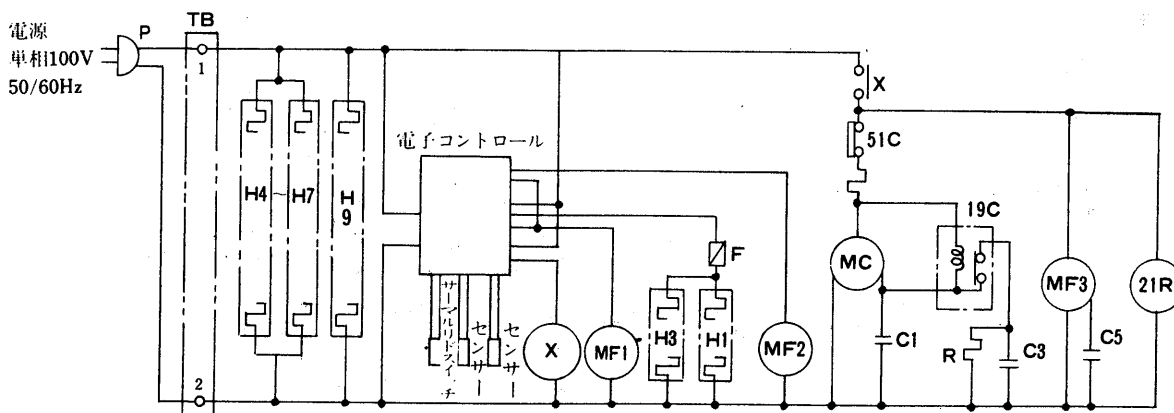 電源
単相100V
50/60Hz
P
TB
1
2
H4~H7
H
9
電子コントロール
サーマルリードスイッチ
センサー
センサー
X
MF1
H3
H1
F
MF2
X
51C
MC
19C
C1
R
C3
MF3
C5
21R